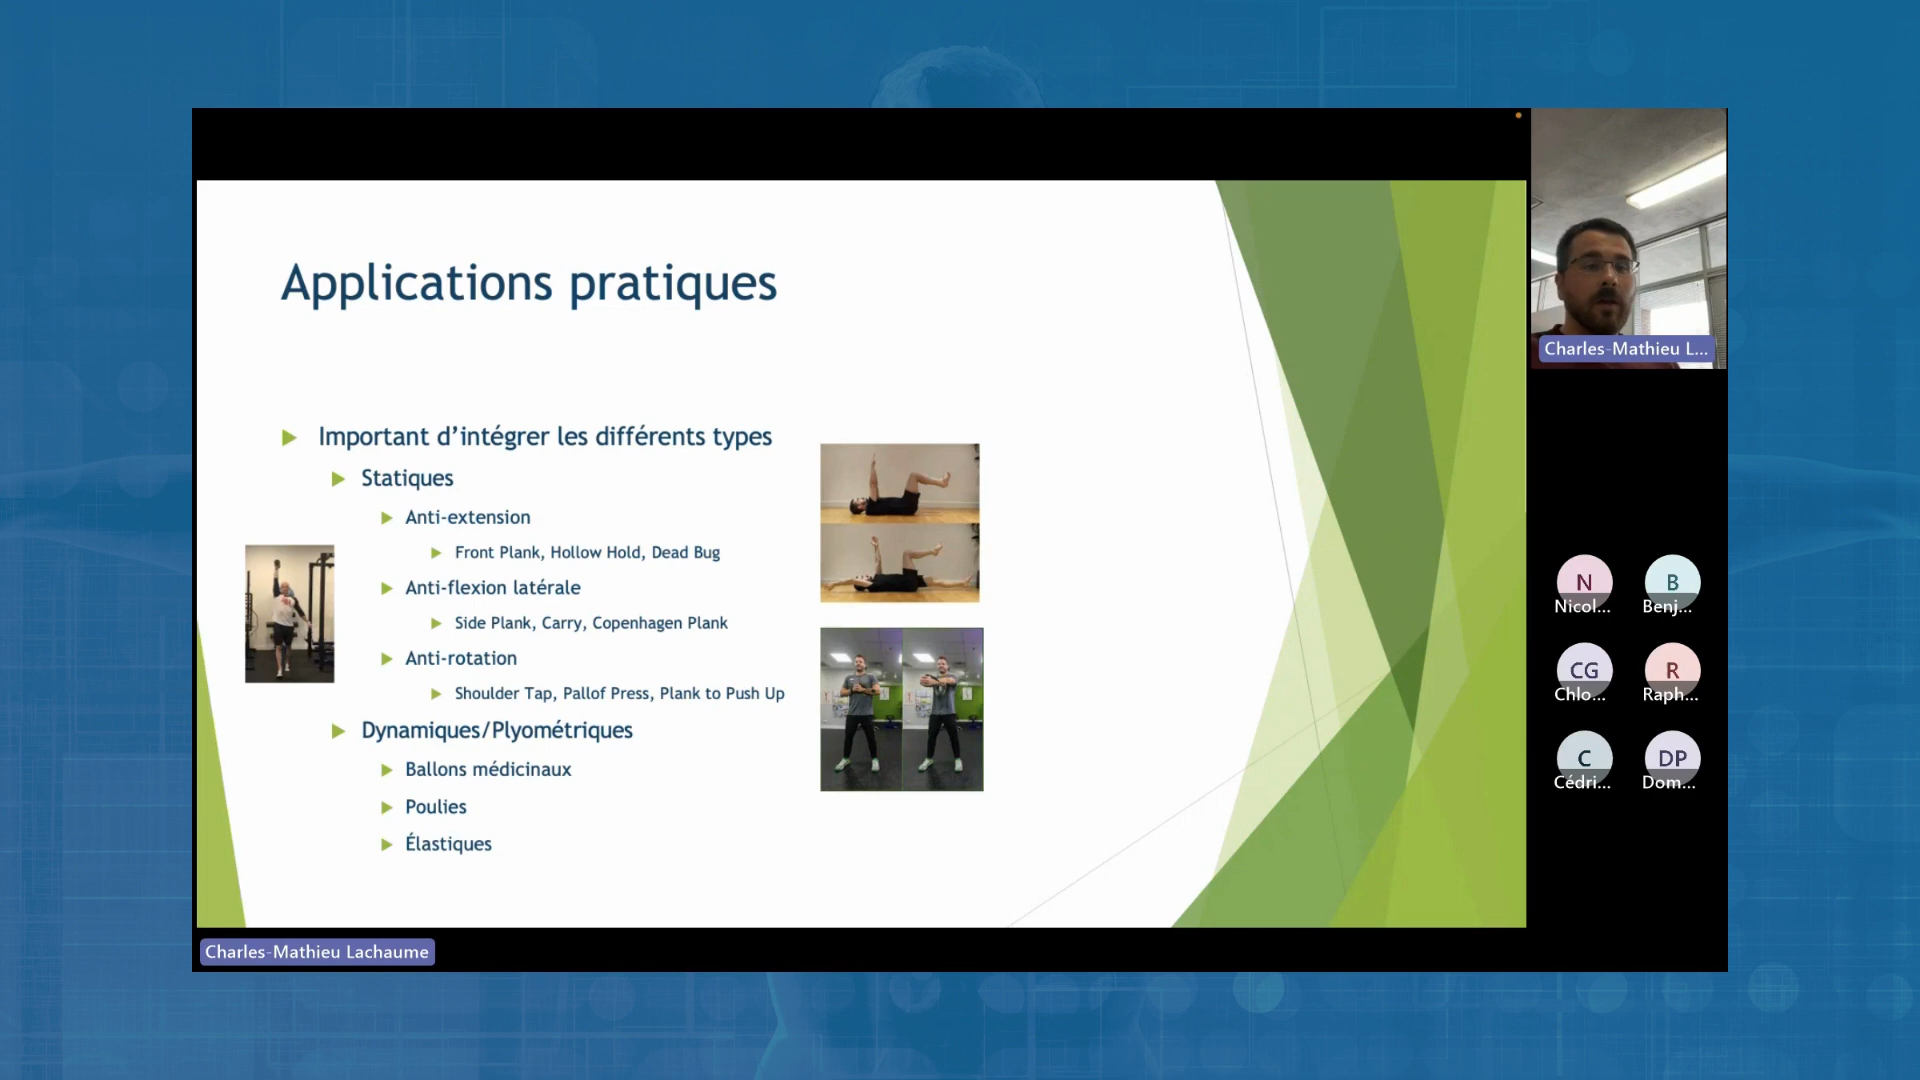 Applications pratiques
Important d'intégrer les différents types
Statiques
Anti-extension
Front Plank, Hollow Hold, Dead Bug
Anti-flexion latérale
Side Plank, Carry, Copenhagen Plank
Anti-rotation
Shoulder Tap, Pallof Press, Plank to Push Up
Dynamiques/Plyométriques
Ballons médicinaux
Poulies
Élastiques
Charles-Mathieu Lachaume
Charles-Mathieu L...
N
Nicol...
B
Benj...
CG
Chlo...
R
Raph...
C
Cédri...
DP
Dom...